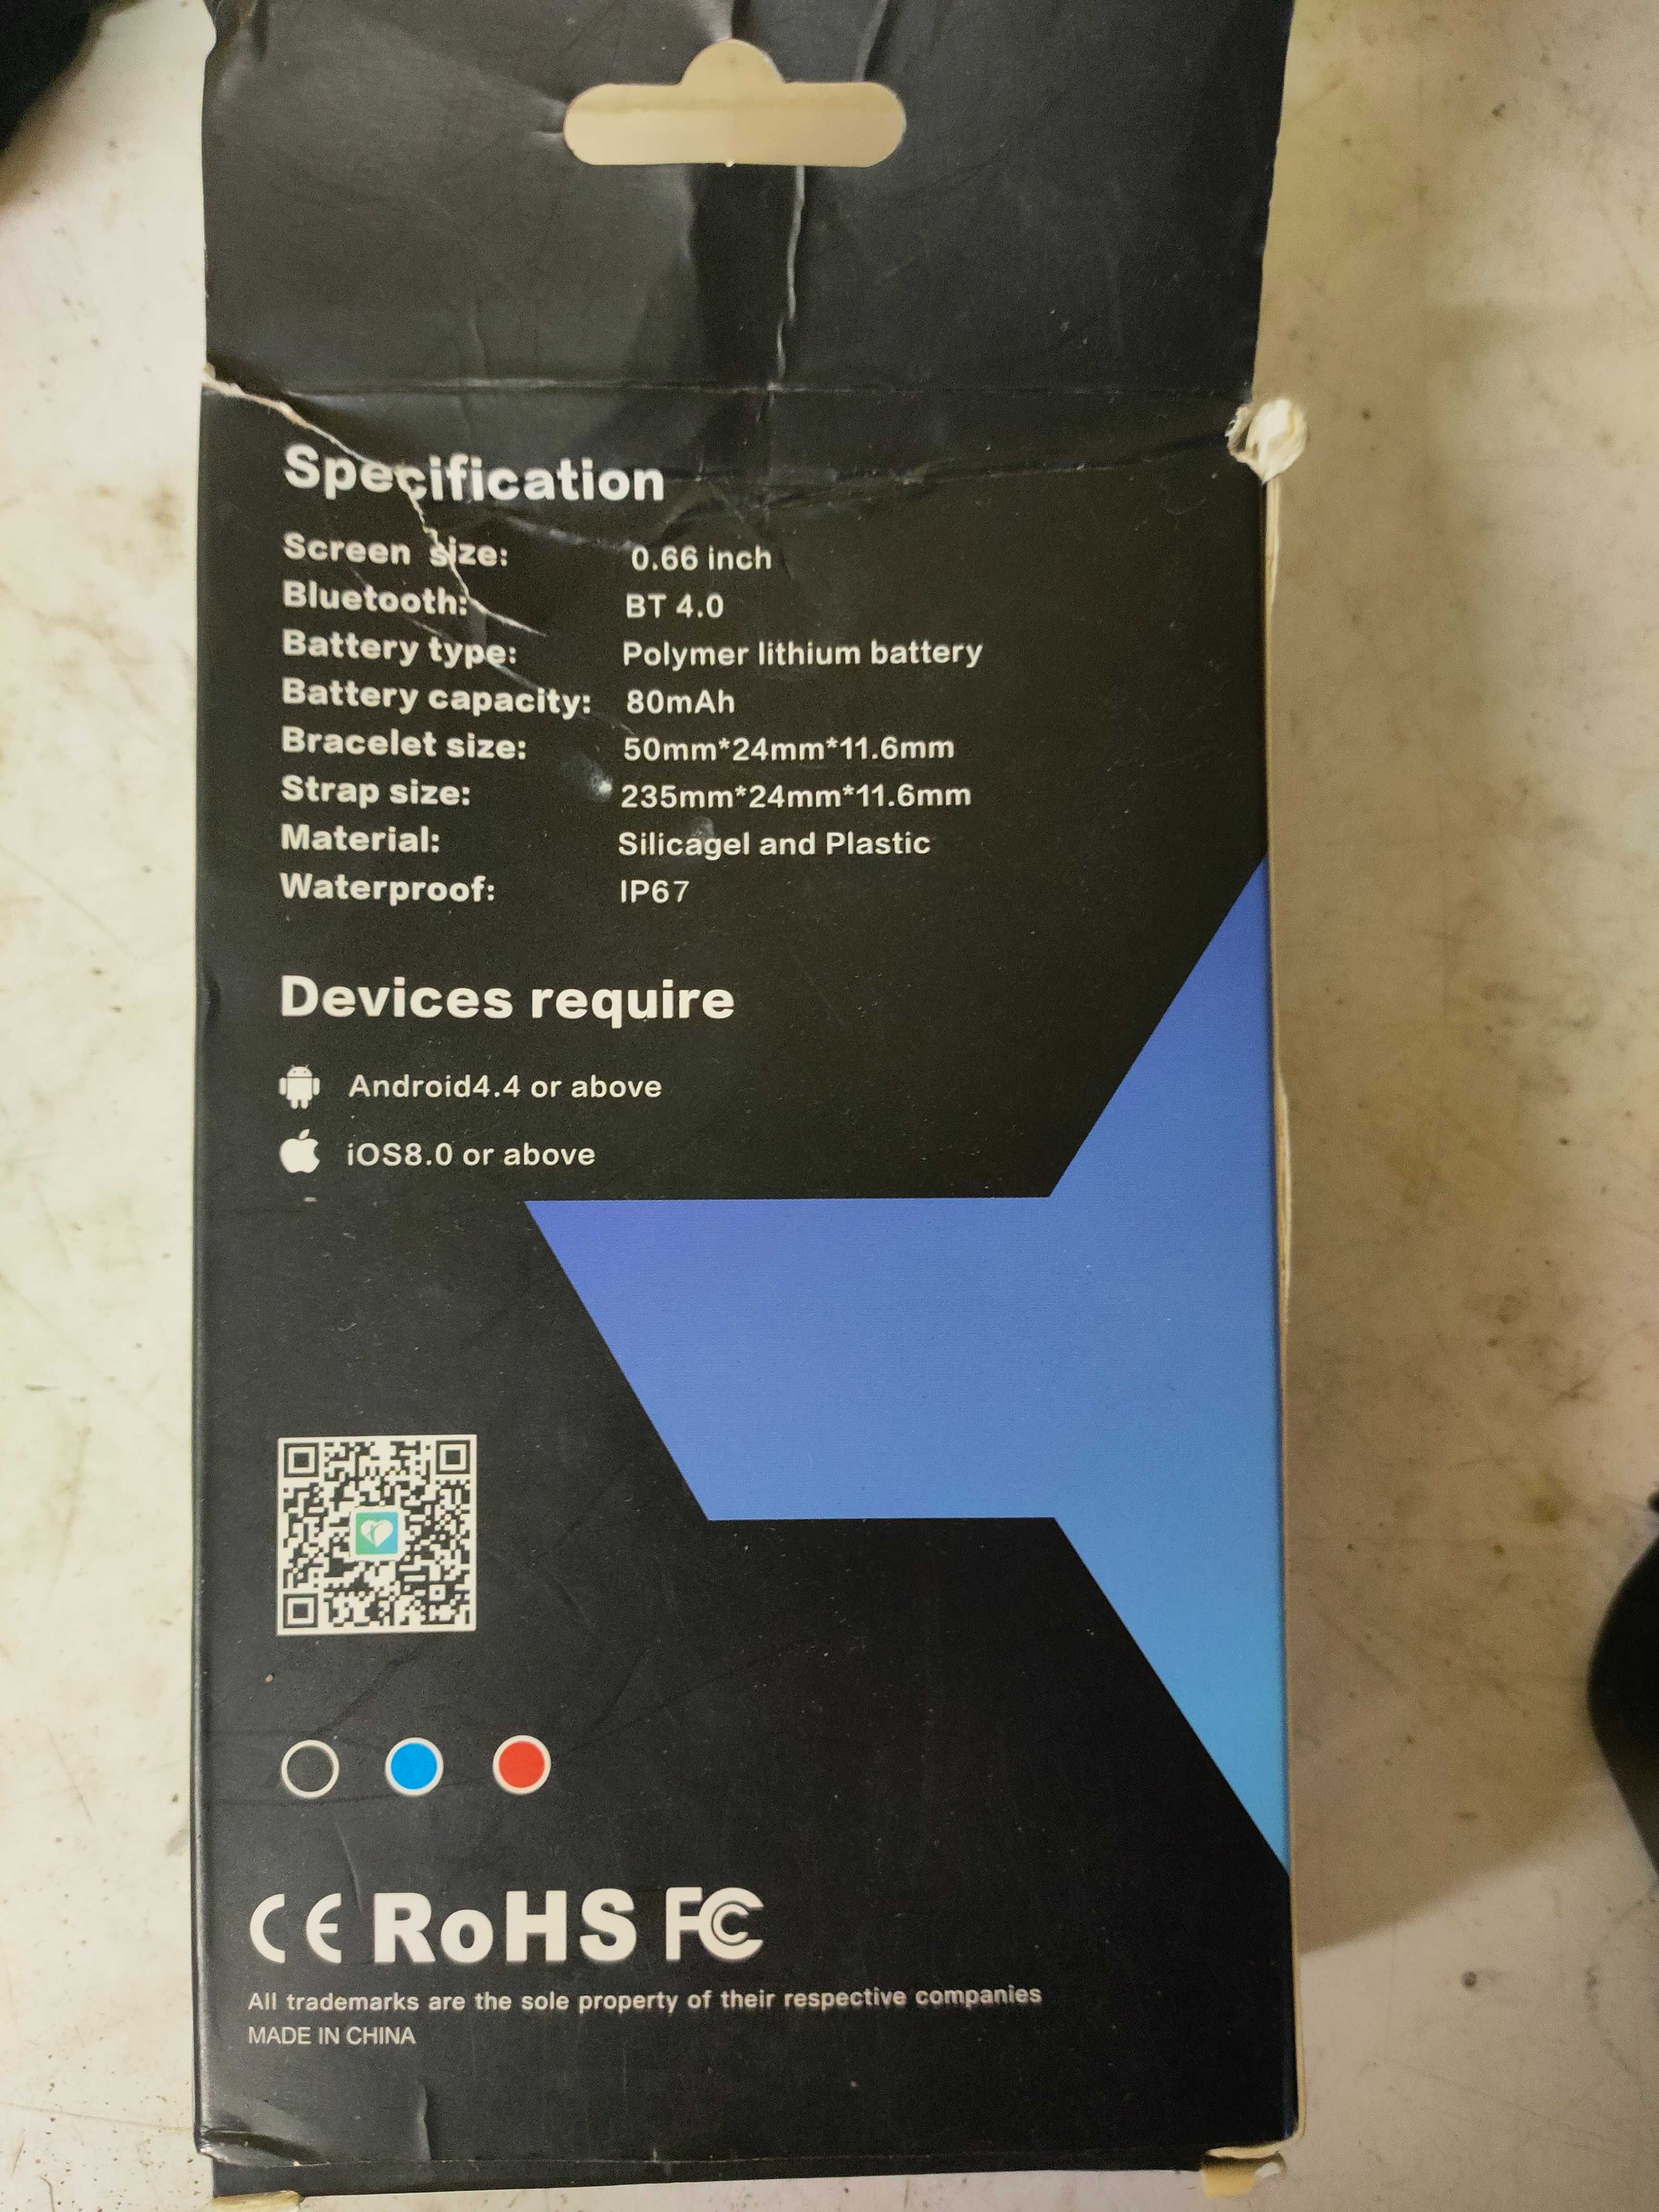 Specification
Screen size: 0.66 inch
Bluetooth: BT 4.0
Battery type: Polymer lithium battery
Battery capacity: 80mAh
Bracelet size: 50mm*24mm*11.6mm
Strap size: 235mm*24mm*11.6mm
Material: Silicagel and Plastic
Waterproof: IP67
Devices require
Android4.4 or above
iOS8.0 or above
CE RoHS FC
All trademarks are the sole property of their respective companies
MADE IN CHINA